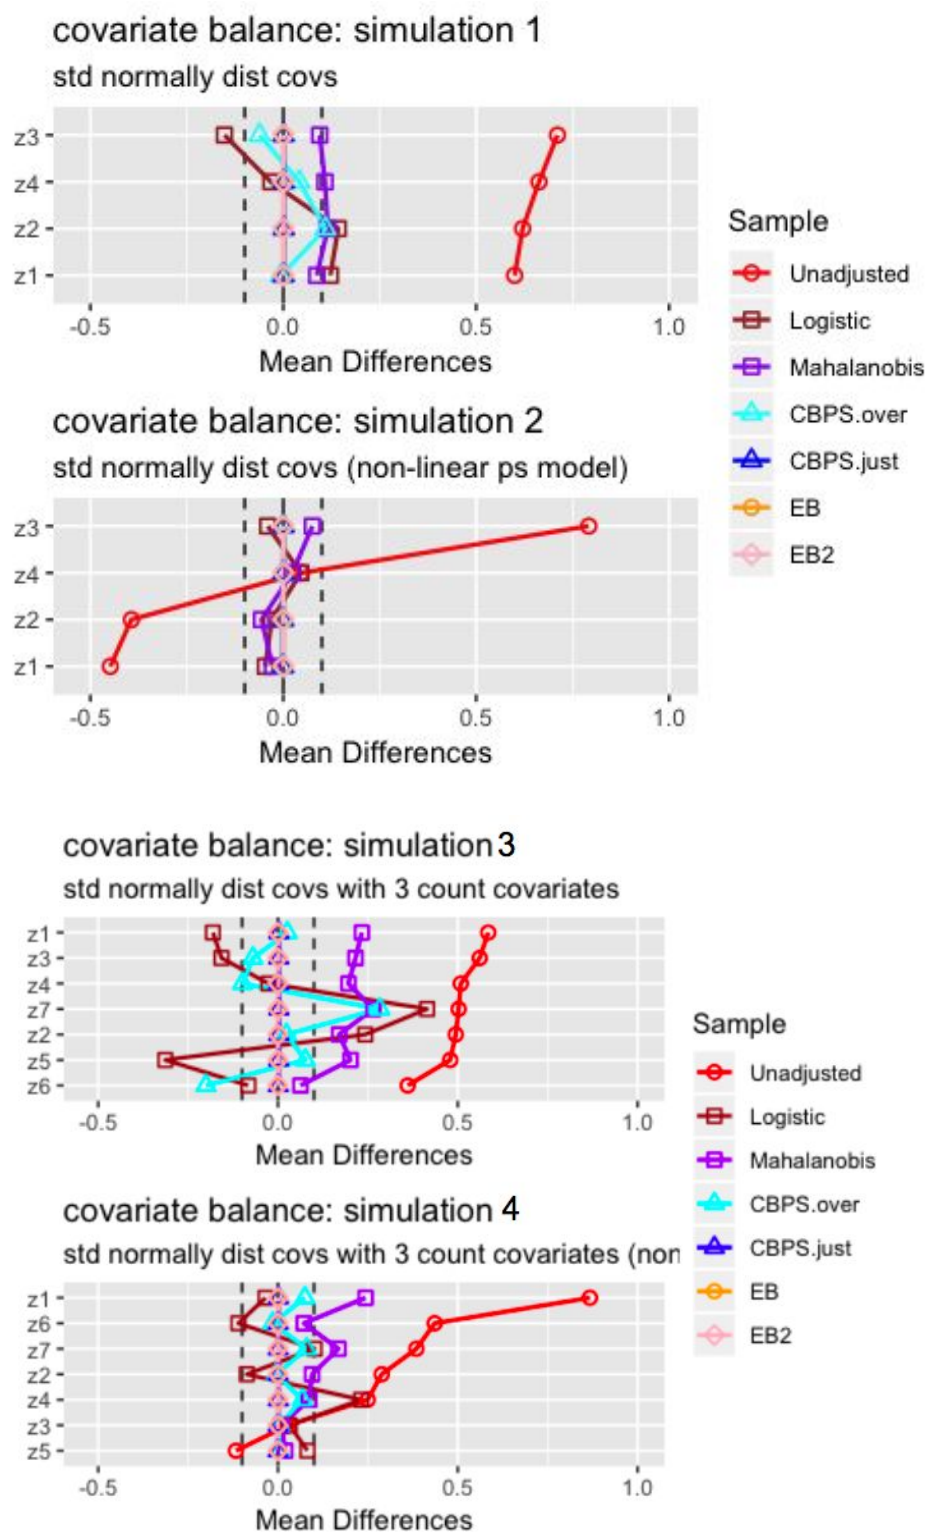 covariate balance: simulation 1
std normally dist covs
z3
z4
z2
z1
-0.5 0.0 0.5 1.0
Mean Differences
covariate balance: simulation 2
std normally dist covs (non-linear ps model)
z3
z4
z2
z1
-0.5 0.0 0.5 1.0
Mean Differences
Sample
Unadjusted
Logistic
Mahalanobis
CBPS.over
CBPS.just
EB
EB2
covariate balance: simulation 3
std normally dist covs with 3 count covariates
z1
z3
z4
z7
z2
z5
z6
-0.5 0.0 0.5 1.0
Mean Differences
covariate balance: simulation 4
std normally dist covs with 3 count covariates (non
z1
z6
z7
z2
z4
z3
z5
-0.5 0.0 0.5 1.0
Mean Differences
Sample
Unadjusted
Logistic
Mahalanobis
CBPS.over
CBPS.just
EB
EB2